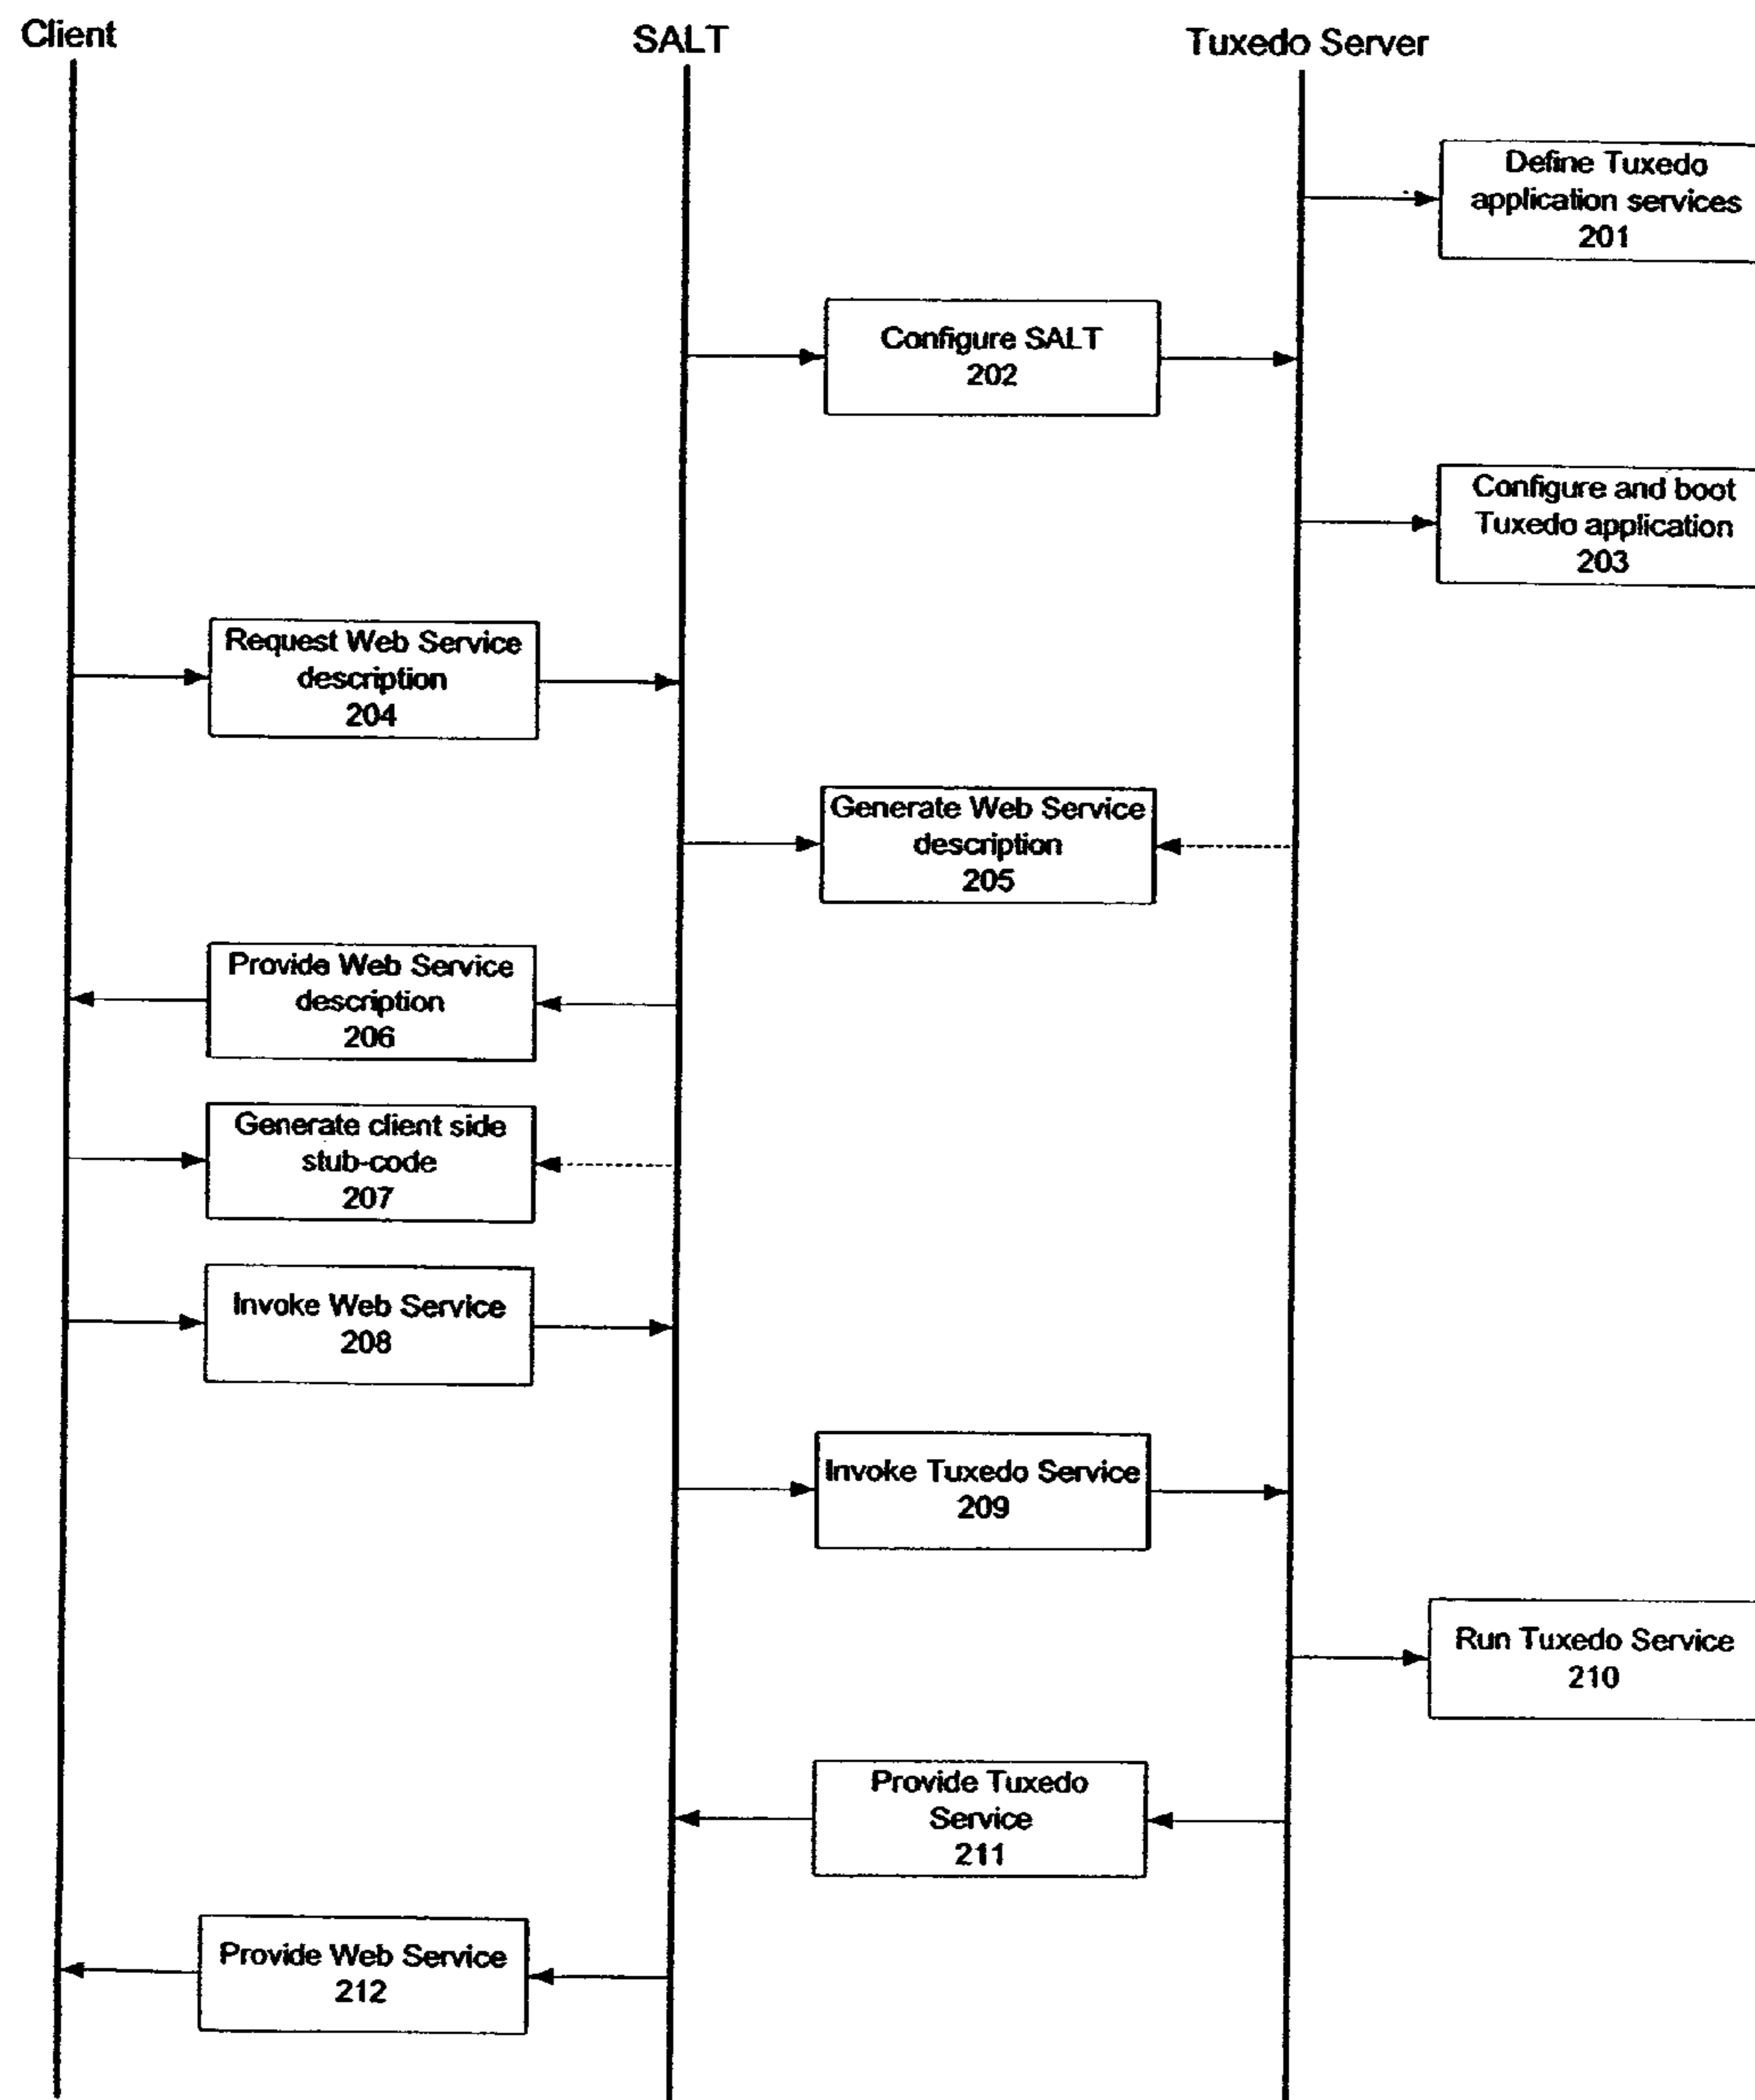 Client
SALT
Tuxedo Server
Define Tuxedo
application services
201
Configure SALT
202
Configure and boot
Tuxedo application
203
Request Web Service
description
204
Generate Web Service
description
205
Provide Web Service
description
206
Generate client side
stub-code
207
Invoke Web Service
208
Invoke Tuxedo Service
209
Run Tuxedo Service
210
Provide Tuxedo
Service
211
Provide Web Service
212